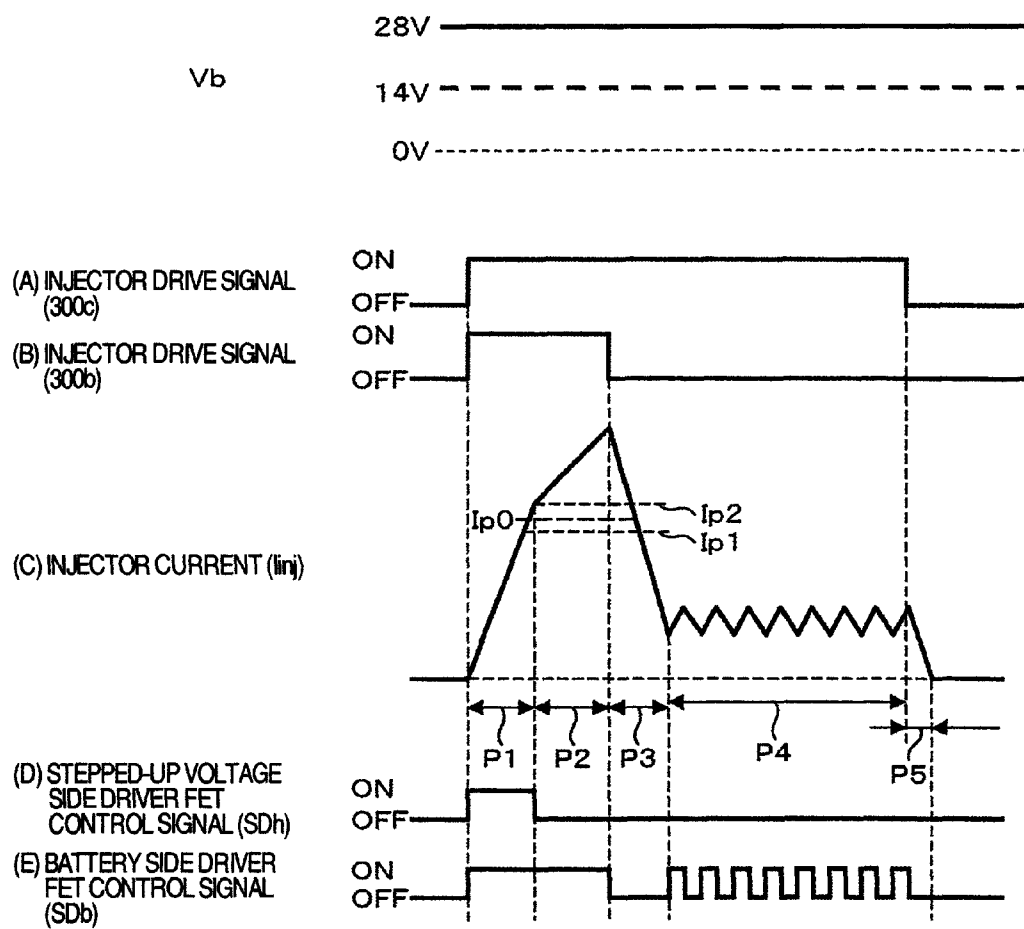 28V
Vb
14V
0V
(A) INJECTOR DRIVE SIGNAL
(300c)
ON
OFF
(B) INJECTOR DRIVE SIGNAL
(300b)
ON
OFF
(C) INJECTOR CURRENT (Iinj)
Ip0
Ip2
Ip1
P1
P2
P3
P4
P5
(D) STEPPED-UP VOLTAGE
SIDE DRIVER FET
CONTROL SIGNAL (SDh)
ON
OFF
(E) BATTERY SIDE DRIVER
FET CONTROL SIGNAL
(SDb)
ON
OFF